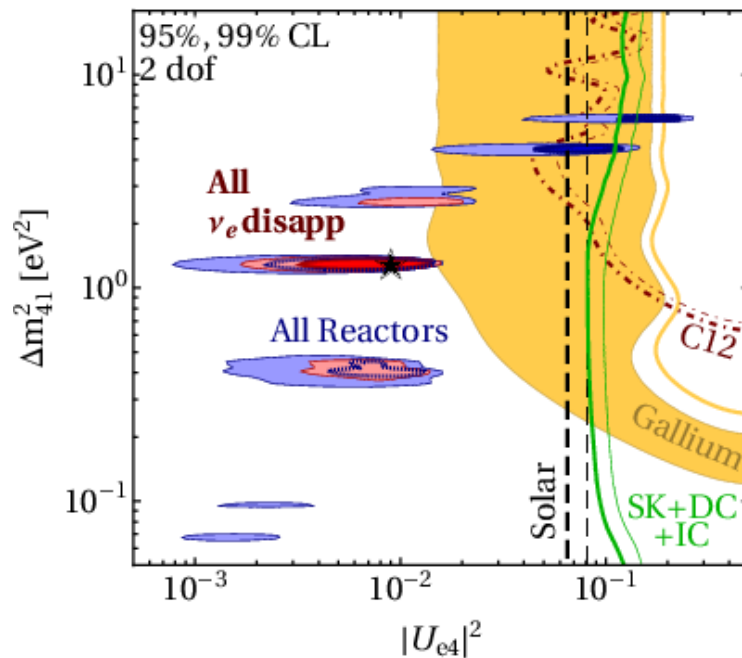 95%, 99% CL
2 dof
All
νₑ disapp
All Reactors
C12
Gallium
Solar
SK+DC
+IC
10¹
10⁰
10⁻¹
10⁻³
10⁻²
10⁻¹
Δm²₄₁ [eV²]
|Uₑ₄|²